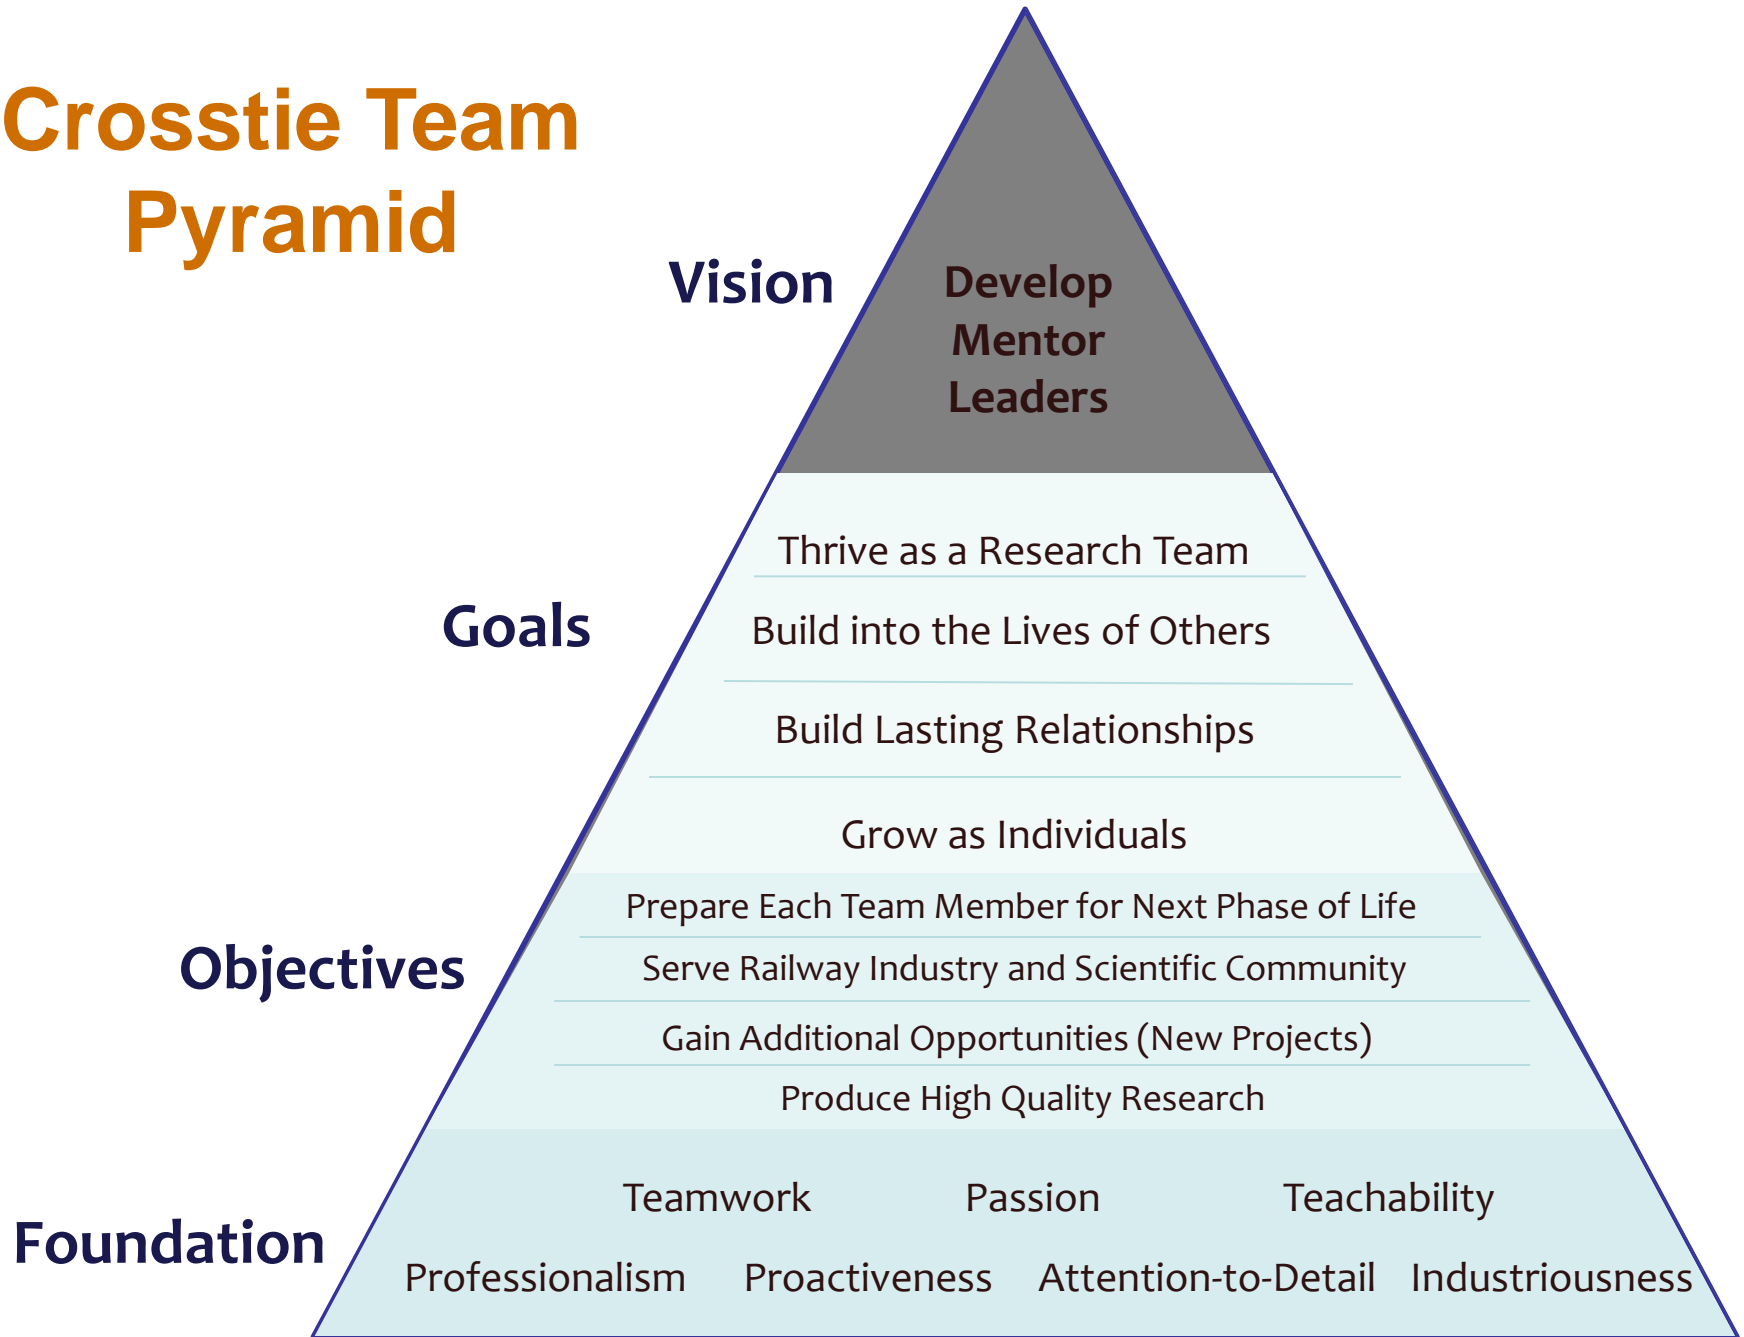 Crosstie Team
Pyramid
Vision
Develop
Mentor
Leaders
Goals
Thrive as a Research Team
Build into the Lives of Others
Build Lasting Relationships
Grow as Individuals
Objectives
Prepare Each Team Member for Next Phase of Life
Serve Railway Industry and Scientific Community
Gain Additional Opportunities (New Projects)
Produce High Quality Research
Foundation
Teamwork Passion Teachability
Professionalism Proactiveness Attention-to-Detail Industriousness